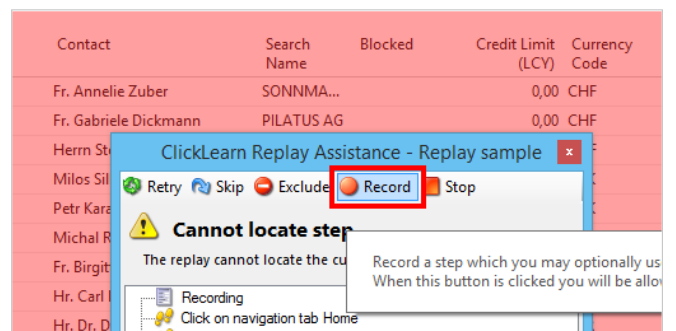 Contact Search Name Blocked Credit Limit (LCY) Currency Code
Fr. Annelie Zuber SONNMA... 0,00 CHF
Fr. Gabriele Dickmann PILATUS AG 0,00 CHF
Herrn
ClickLearn Replay Assistance - Replay sample x
Milos Sil
Retry Skip Exclude Record Stop
Petr Kara
Cannot locate step
Michal R
The replay cannot locate the cu
Record a step which you may optionally us
Fr. Birgit
When this button is clicked you will be allo
Hr. Carl
Recording
Click on navigation tab Home
Hr. Dr. D